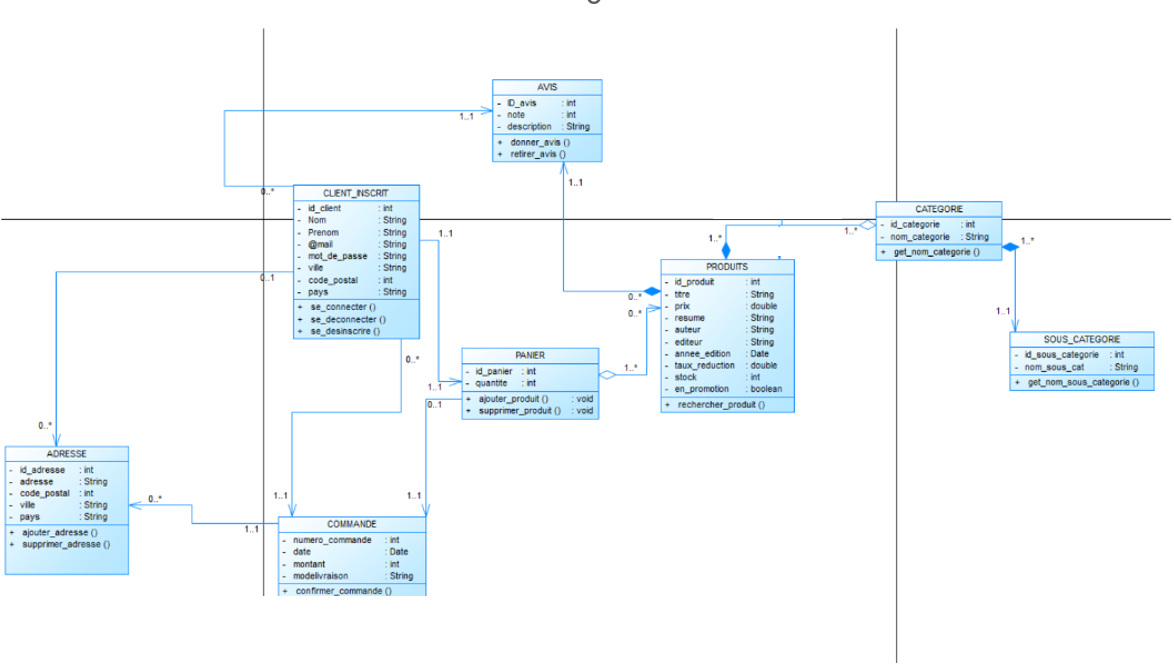 AVIS
- ID_avis : int
- note : int
- description : String
+ donner_avis ()
+ retirer_avis ()
1..1
0..*
1..1
CLIENT_INSCRIT
- id_client : int
- Nom : String
- Prenom : String
- @mail : String
- mot_de_passe : String
- ville : String
- code_postal : int
- pays : String
+ se_connecter ()
+ se_deconnecter ()
+ se_desinscrire ()
1..1
0..1
0..*
CATEGORIE
- id_categorie : int
- nom_categorie : String
+ get_nom_categorie ()
1..*
1..*
1..*
PRODUITS
- id_produit : int
- titre : String
- prix : double
- resume : String
- auteur : String
- editeur : String
- annee_edition : Date
- taux_reduction : double
- stock : int
- en_promotion : boolean
+ rechercher_produit ()
0..*
0..*
1..1
SOUS_CATEGORIE
- id_sous_categorie : int
- nom_sous_cat : String
+ get_nom_sous_categorie ()
PANIER
- id_panier : int
- quantite : int
+ ajouter_produit () : void
+ supprimer_produit () : void
1..*
1..1
0..1
0..*
ADRESSE
- id_adresse : int
- adresse : String
- code_postal : int
- ville : String
- pays : String
+ ajouter_adresse ()
+ supprimer_adresse ()
0..*
1..1
1..1
1..1
COMMANDE
- numero_commande : int
- date : Date
- montant : int
- modelivraison : String
+ confirmer_commande ()